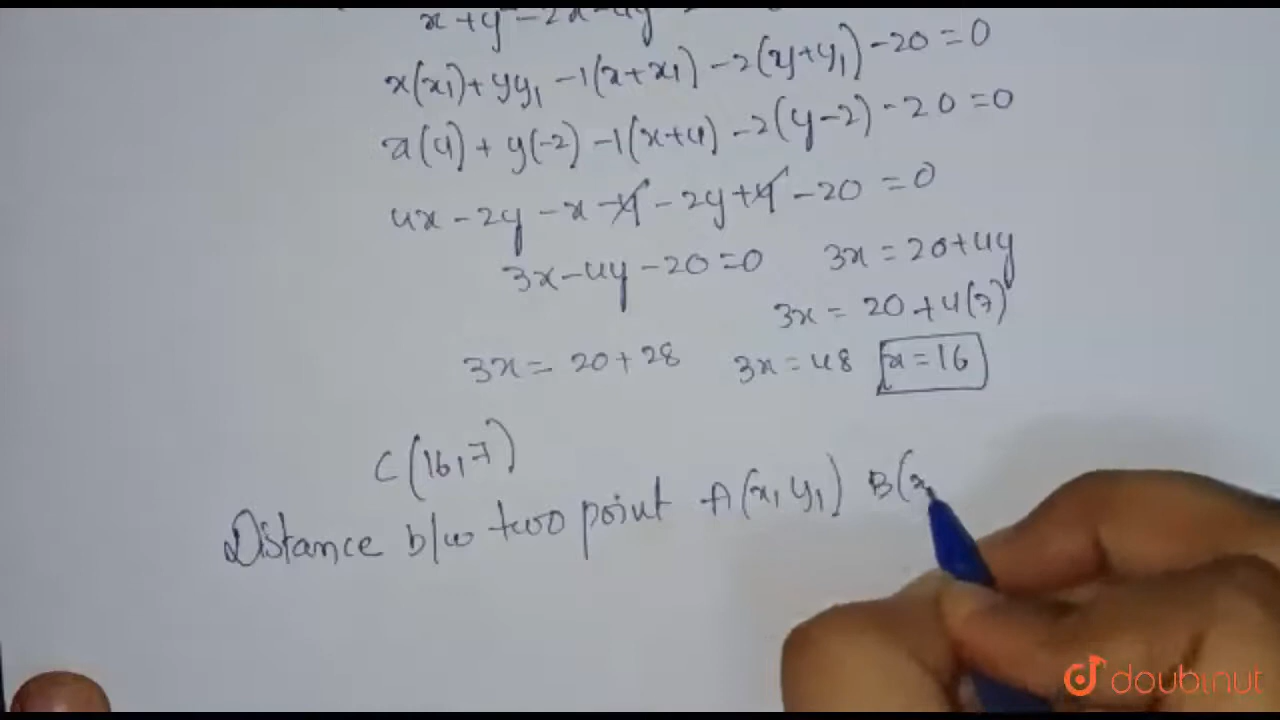 x + y - 2x - 4y
x(x1) + yy1 - 1(x+x1) - 2(y+y1) - 20 = 0
x(4) + y(-2) - 1(x+4) - 2(y-2) - 20 = 0
4x - 2y - x - 4 - 2y + 4 - 20 = 0
3x - 4y - 20 = 0 3x = 20 + 4y
3x = 20 + 4(7)
3x = 20 + 28 3x = 48 x = 16
C(16,7)
Distance b/w two point A(x1 y1) B(x
doubtnut